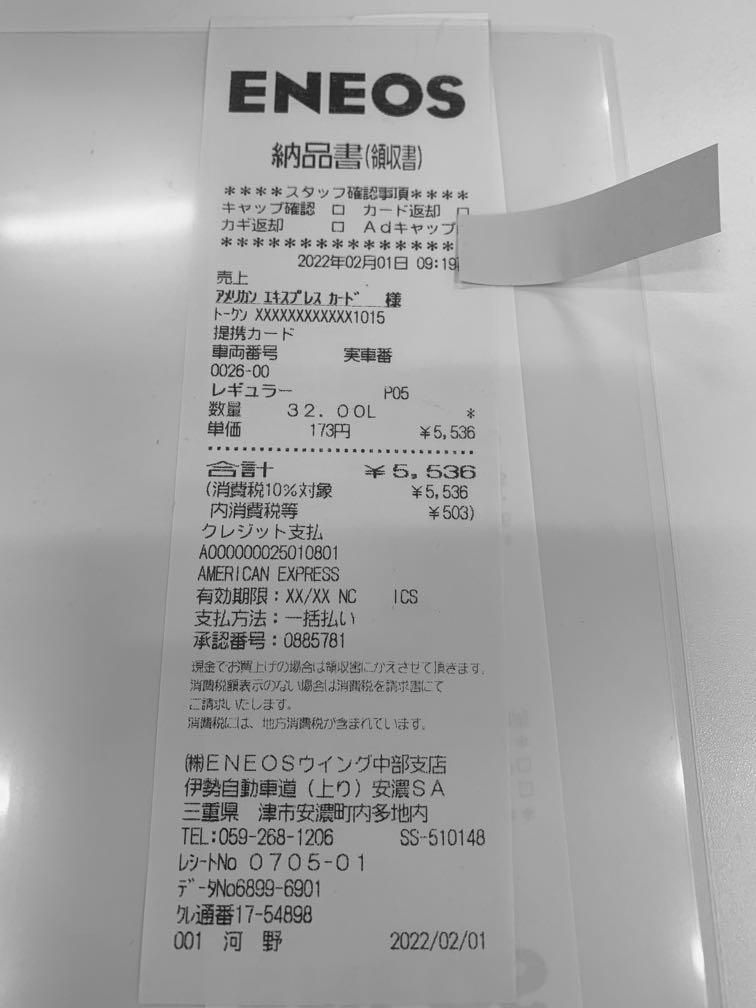 ENEOS
納品書(領収書)
****スタッフ確認事項****
キャップ確認 □ カード返却 □
カギ返却 □ Adキャップ
***************
2022年02月01日 09:19
売上
アメリカン エキスプレス カード 様
トークン XXXXXXXXXXXX1015
提携カード
車両番号 実車番
0026-00
レギュラー P05
数量 32.00L *
単価 173円 ¥5,536
合計 ¥5,536
(消費税10%対象 ¥5,536
内消費税等 ¥503)
クレジット支払
A000000025010801
AMERICAN EXPRESS
有効期限:XX/XX NC ICS
支払方法:一括払い
承認番号:0885781
現金でお買上げの場合は領収書にかえさせて頂きます。
消費税額表示のない場合は消費税を請求書にて
ご請求いたします。
消費税には、地方消費税が含まれています。
㈱ENEOSウイング中部支店
伊勢自動車道(上り)安濃SA
三重県 津市安濃町内多地内
TEL:059-268-1206 SS-510148
レシートNo 0705-01
データNo6899-6901
クレ通番17-54898
001 河 野 2022/02/01